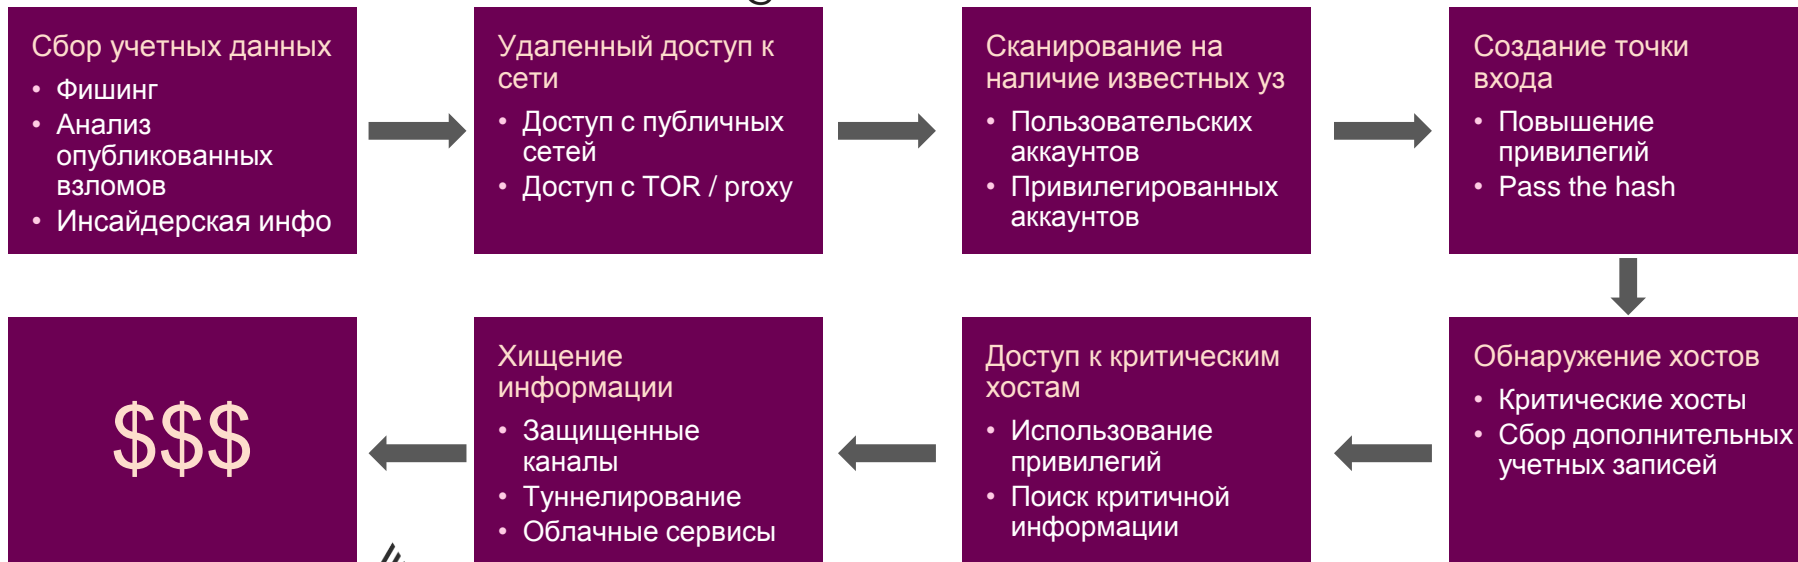 Сбор учетных данных
• Фишинг
• Анализ
опубликованных
взломов
• Инсайдерская инфо
Удаленный доступ к
сети
• Доступ с публичных
сетей
• Доступ с TOR / proxy
Сканирование на
наличие известных уз
• Пользовательских
аккаунтов
• Привилегированных
аккаунтов
Создание точки
входа
• Повышение
привилегий
• Pass the hash
Обнаружение хостов
• Критические хосты
• Сбор дополнительных
учетных записей
Доступ к критическим
хостам
• Использование
привилегий
• Поиск критичной
информации
Хищение
информации
• Защищенные
каналы
• Туннелирование
• Облачные сервисы
$$$